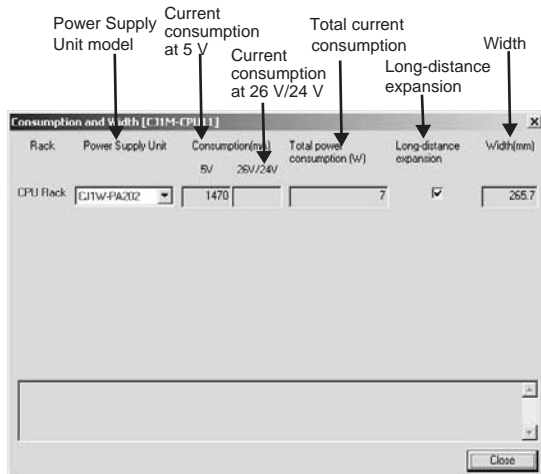 Power Supply
Unit model
Current
consumption
at 5 V
Current
consumption
at 26 V/24 V
Total current
consumption
Long-distance
expansion
Width
Consumption and Width [CJ1M-CPU11]
Rack
Power Supply Unit
Consumption(mA)
5V 26V/24V
Total power
consumption (W)
Long-distance
expansion
Width(mm)
CPU Rack
CJ1W-PA202
1470
7
265.7
Close